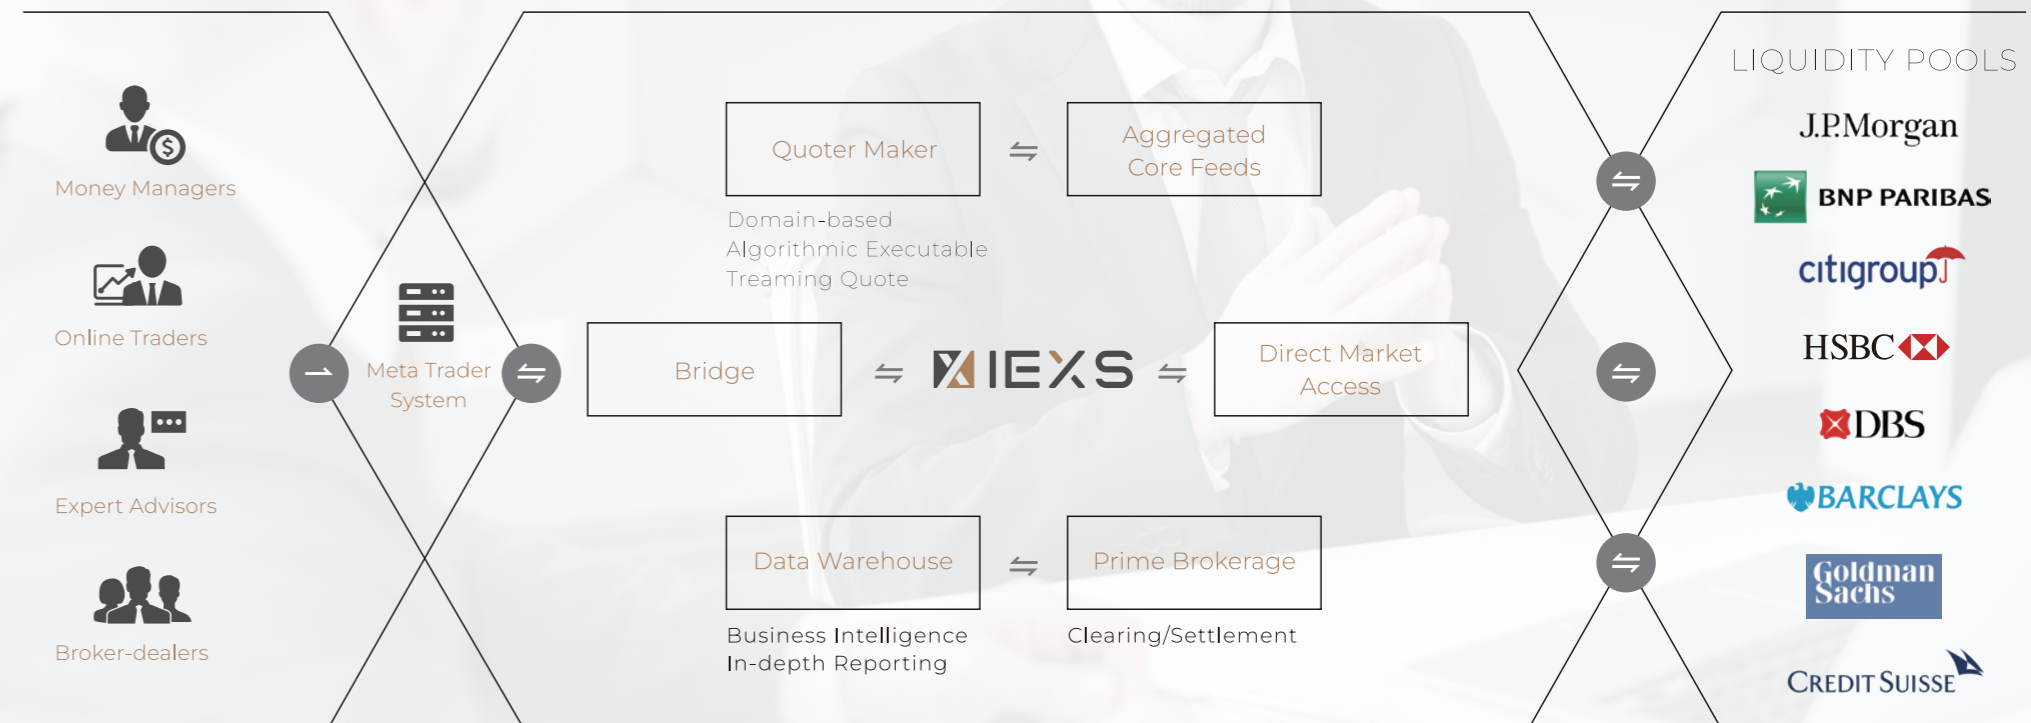 Money Managers
Online Traders
Expert Advisors
Broker-dealers
Meta Trader
System
Quoter Maker
Domain-based
Algorithmic Executable
Treaming Quote
Aggregated
Core Feeds
Bridge
IEXS
Direct Market
Access
Data Warehouse
Business Intelligence
In-depth Reporting
Prime Brokerage
Clearing/Settlement
LIQUIDITY POOLS
J.P.Morgan
BNP PARIBAS
citigroup
HSBC
DBS
BARCLAYS
Goldman
Sachs
CREDIT SUISSE